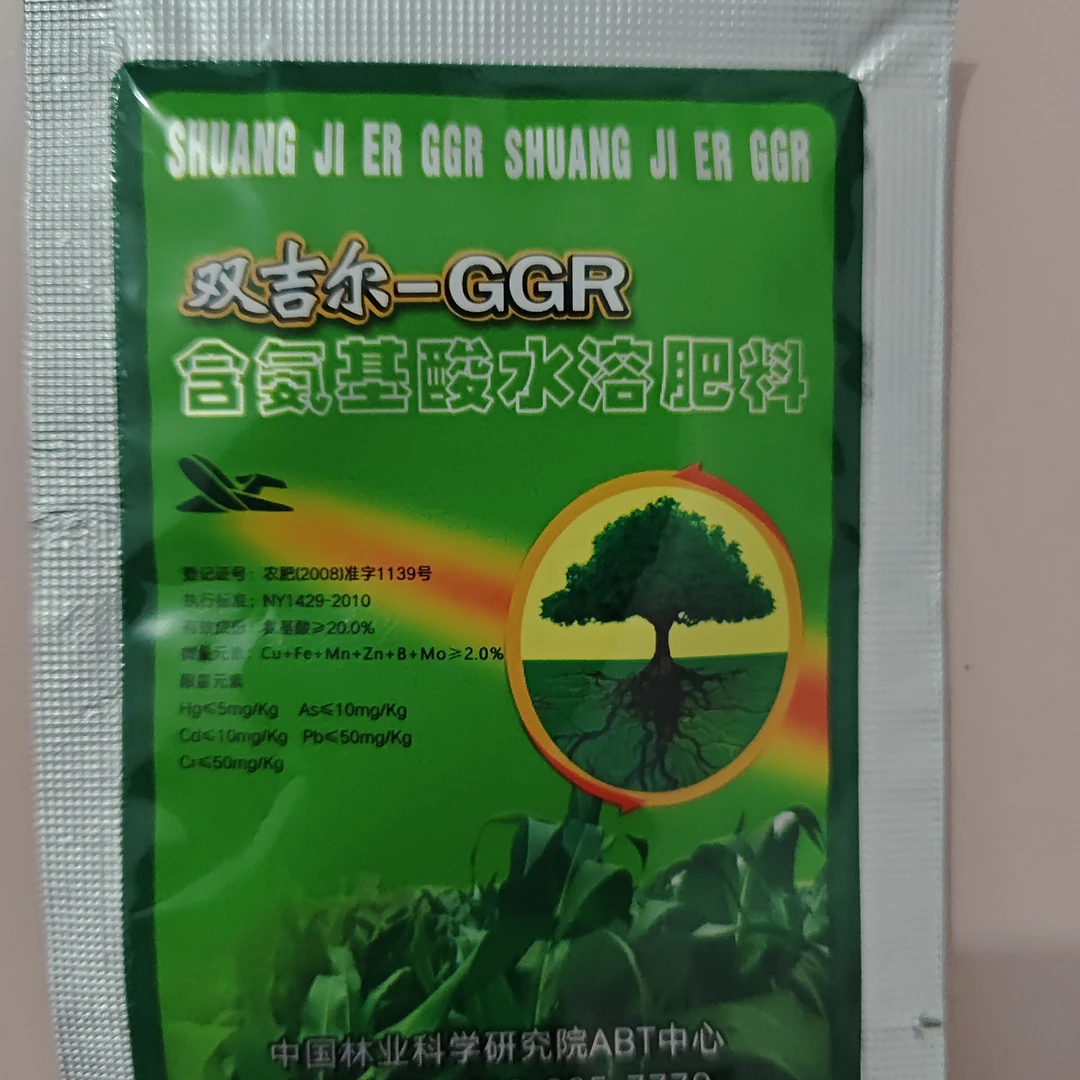 SHUANG JI ER GGR SHUANG JI ER GGR
双吉尔-GGR
含氨基酸水溶肥料
登记证号：农肥(2008)准字1139号
执行标准：NY1429-2010
有效成份：氨基酸≥20.0%
微量元素：Cu+Fe+Mn+Zn+B+Mo≥2.0%
限量元素
Hg≤5mg/Kg As≤10mg/Kg
Cd≤10mg/Kg Pb≤50mg/Kg
Cr≤50mg/Kg
中国林业科学研究院ABT中心